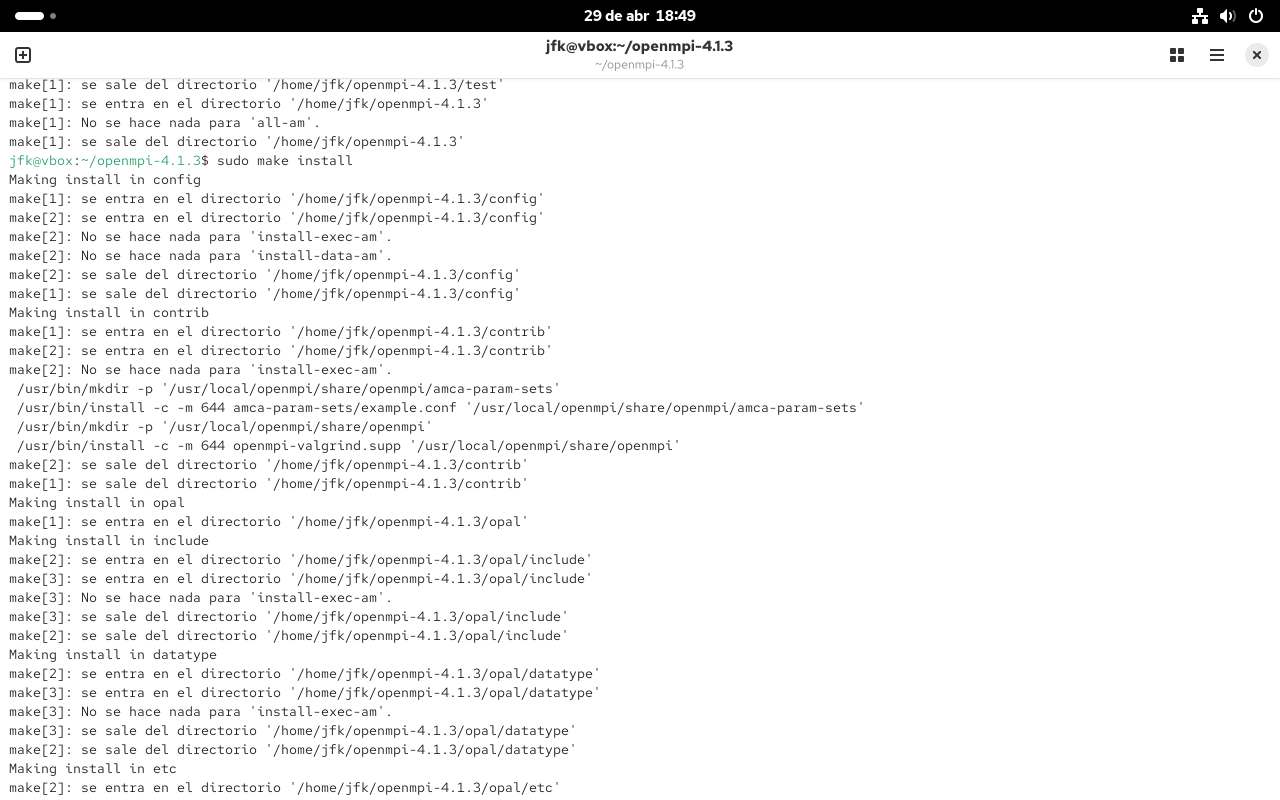 29 de abr 18:49
jfk@vbox:~/openmpi-4.1.3
~/openmpi-4.1.3
make[1]: se sale del directorio '/home/jfk/openmpi-4.1.3/test'
make[1]: se entra en el directorio '/home/jfk/openmpi-4.1.3'
make[1]: No se hace nada para 'all-am'.
make[1]: se sale del directorio '/home/jfk/openmpi-4.1.3'
jfk@vbox:~/openmpi-4.1.3$ sudo make install
Making install in config
make[1]: se entra en el directorio '/home/jfk/openmpi-4.1.3/config'
make[2]: se entra en el directorio '/home/jfk/openmpi-4.1.3/config'
make[2]: No se hace nada para 'install-exec-am'.
make[2]: No se hace nada para 'install-data-am'.
make[2]: se sale del directorio '/home/jfk/openmpi-4.1.3/config'
make[1]: se sale del directorio '/home/jfk/openmpi-4.1.3/config'
Making install in contrib
make[1]: se entra en el directorio '/home/jfk/openmpi-4.1.3/contrib'
make[2]: se entra en el directorio '/home/jfk/openmpi-4.1.3/contrib'
make[2]: No se hace nada para 'install-exec-am'.
 /usr/bin/mkdir -p '/usr/local/openmpi/share/openmpi/amca-param-sets'
 /usr/bin/install -c -m 644 amca-param-sets/example.conf '/usr/local/openmpi/share/openmpi/amca-param-sets'
 /usr/bin/mkdir -p '/usr/local/openmpi/share/openmpi'
 /usr/bin/install -c -m 644 openmpi-valgrind.supp '/usr/local/openmpi/share/openmpi'
make[2]: se sale del directorio '/home/jfk/openmpi-4.1.3/contrib'
make[1]: se sale del directorio '/home/jfk/openmpi-4.1.3/contrib'
Making install in opal
make[1]: se entra en el directorio '/home/jfk/openmpi-4.1.3/opal'
Making install in include
make[2]: se entra en el directorio '/home/jfk/openmpi-4.1.3/opal/include'
make[3]: se entra en el directorio '/home/jfk/openmpi-4.1.3/opal/include'
make[3]: No se hace nada para 'install-exec-am'.
make[3]: se sale del directorio '/home/jfk/openmpi-4.1.3/opal/include'
make[2]: se sale del directorio '/home/jfk/openmpi-4.1.3/opal/include'
Making install in datatype
make[2]: se entra en el directorio '/home/jfk/openmpi-4.1.3/opal/datatype'
make[3]: se entra en el directorio '/home/jfk/openmpi-4.1.3/opal/datatype'
make[3]: No se hace nada para 'install-exec-am'.
make[3]: se sale del directorio '/home/jfk/openmpi-4.1.3/opal/datatype'
make[2]: se sale del directorio '/home/jfk/openmpi-4.1.3/opal/datatype'
Making install in etc
make[2]: se entra en el directorio '/home/jfk/openmpi-4.1.3/opal/etc'